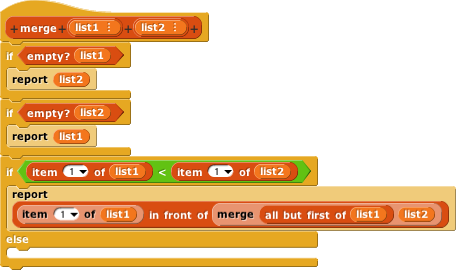 + merge + list1 ⋮ + list2 ⋮ +
if empty? list1
report list2
if empty? list2
report list1
if item 1 of list1 < item 1 of list2
report
item 1 of list1 in front of merge all but first of list1 list2
else